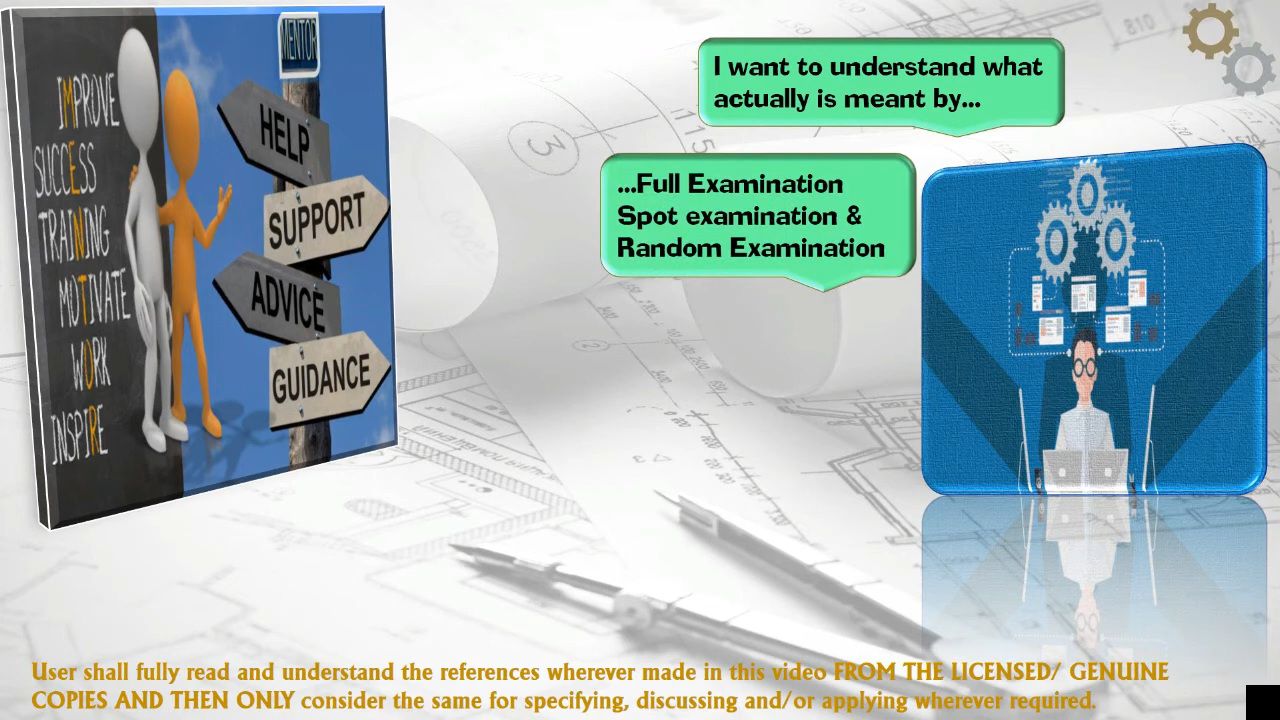 MENTOR
IMPROVE
SUCCESS
TRAINING
MOTIVATE
WORK
INSPIRE
HELP
SUPPORT
ADVICE
GUIDANCE
I want to understand what
actually is meant by...
...Full Examination
Spot examination &
Random Examination
3
User shall fully read and understand the references wherever made in this video FROM THE LICENSED/ GENUINE
COPIES AND THEN ONLY consider the same for specifying, discussing and/or applying wherever required.